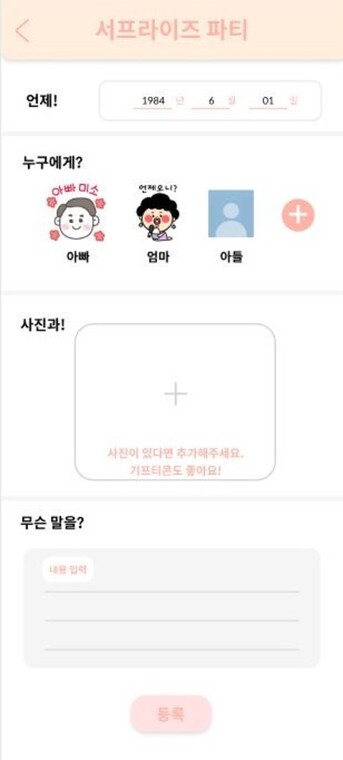 서프라이즈 파티
언제!
1984 년 6 월 01 일
누구에게?
아빠 미소
언제오니?
아빠 엄마 아들
사진과!
사진이 있다면 추가해주세요.
기프티콘도 좋아요!
무슨 말을?
내용 입력
등록